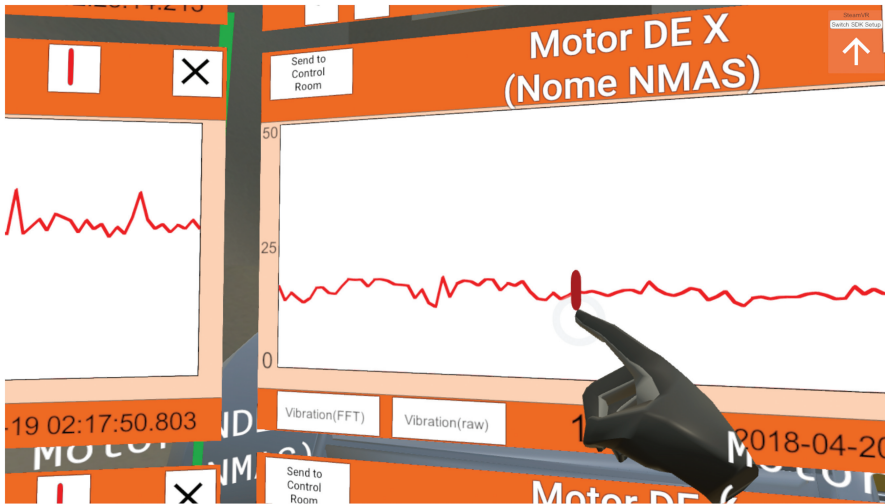 SteamVR
Switch SDK Setup
Send to
Control
Room
Motor DE X
(Nome NMAS)
50
25
0
-19 02:17:50.803
Vibration(FFT)
Vibration(raw)
1
2018-04-20
Send to
Control
Room
Motor DE